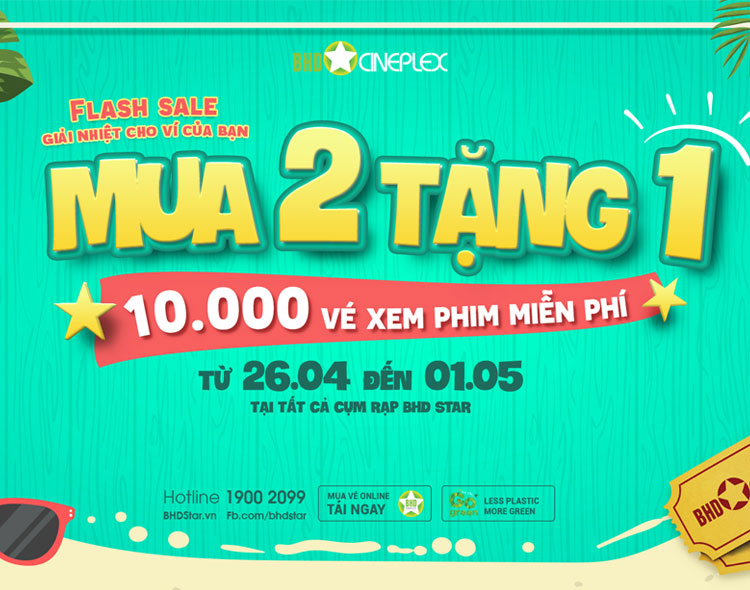 BHD CINEPLEX
FLASH SALE
GIẢI NHIỆT CHO VÍ CỦA BẠN
MUA 2 TẶNG 1
10.000 VÉ XEM PHIM MIỄN PHÍ
TỪ 26.04 ĐẾN 01.05
TẠI TẤT CẢ CỤM RẠP BHD STAR
Hotline 1900 2099
BHDStar.vn Fb.com/bhdstar
MUA VÉ ONLINE
TẢI NGAY
Go green
LESS PLASTIC
MORE GREEN
BHD